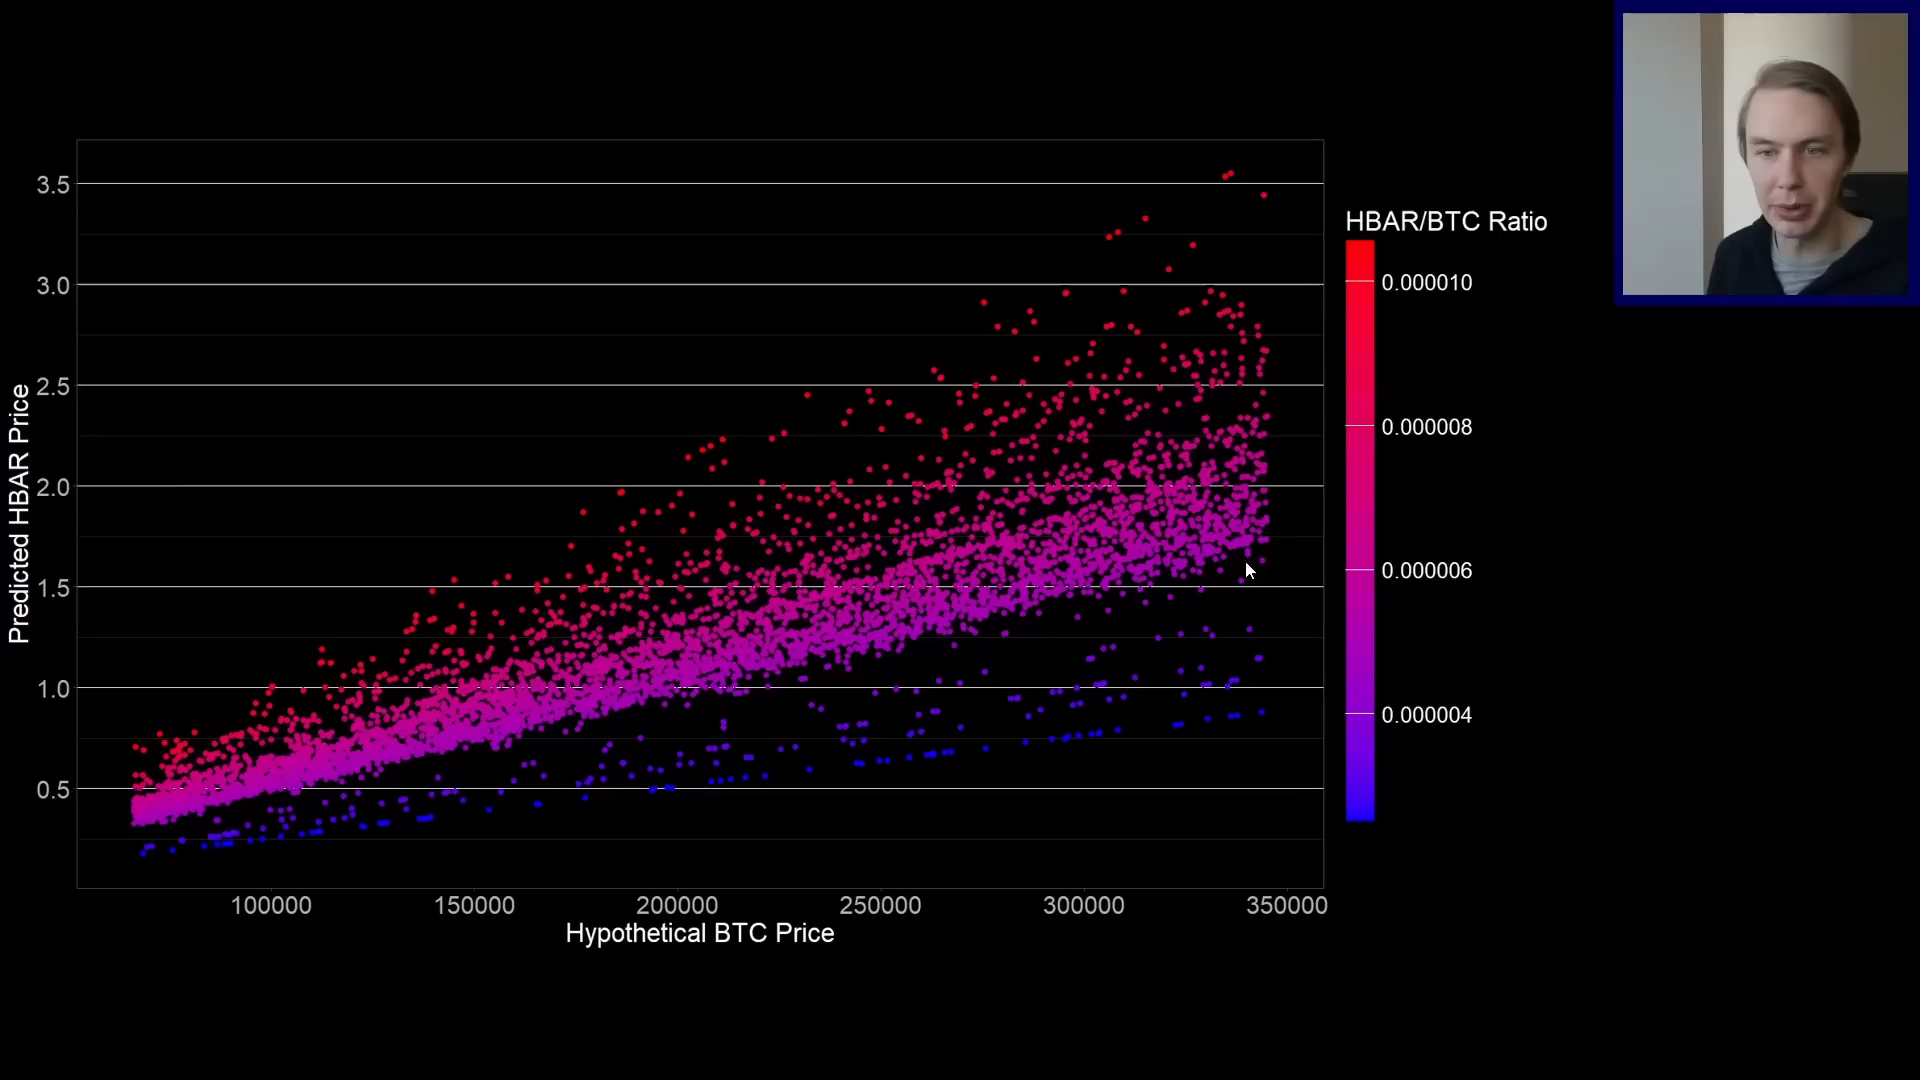 3.5
3.0
2.5
2.0
1.5
1.0
0.5
Predicted HBAR Price
100000 150000 200000 250000 300000 350000
Hypothetical BTC Price
HBAR/BTC Ratio
0.000010
0.000008
0.000006
0.000004